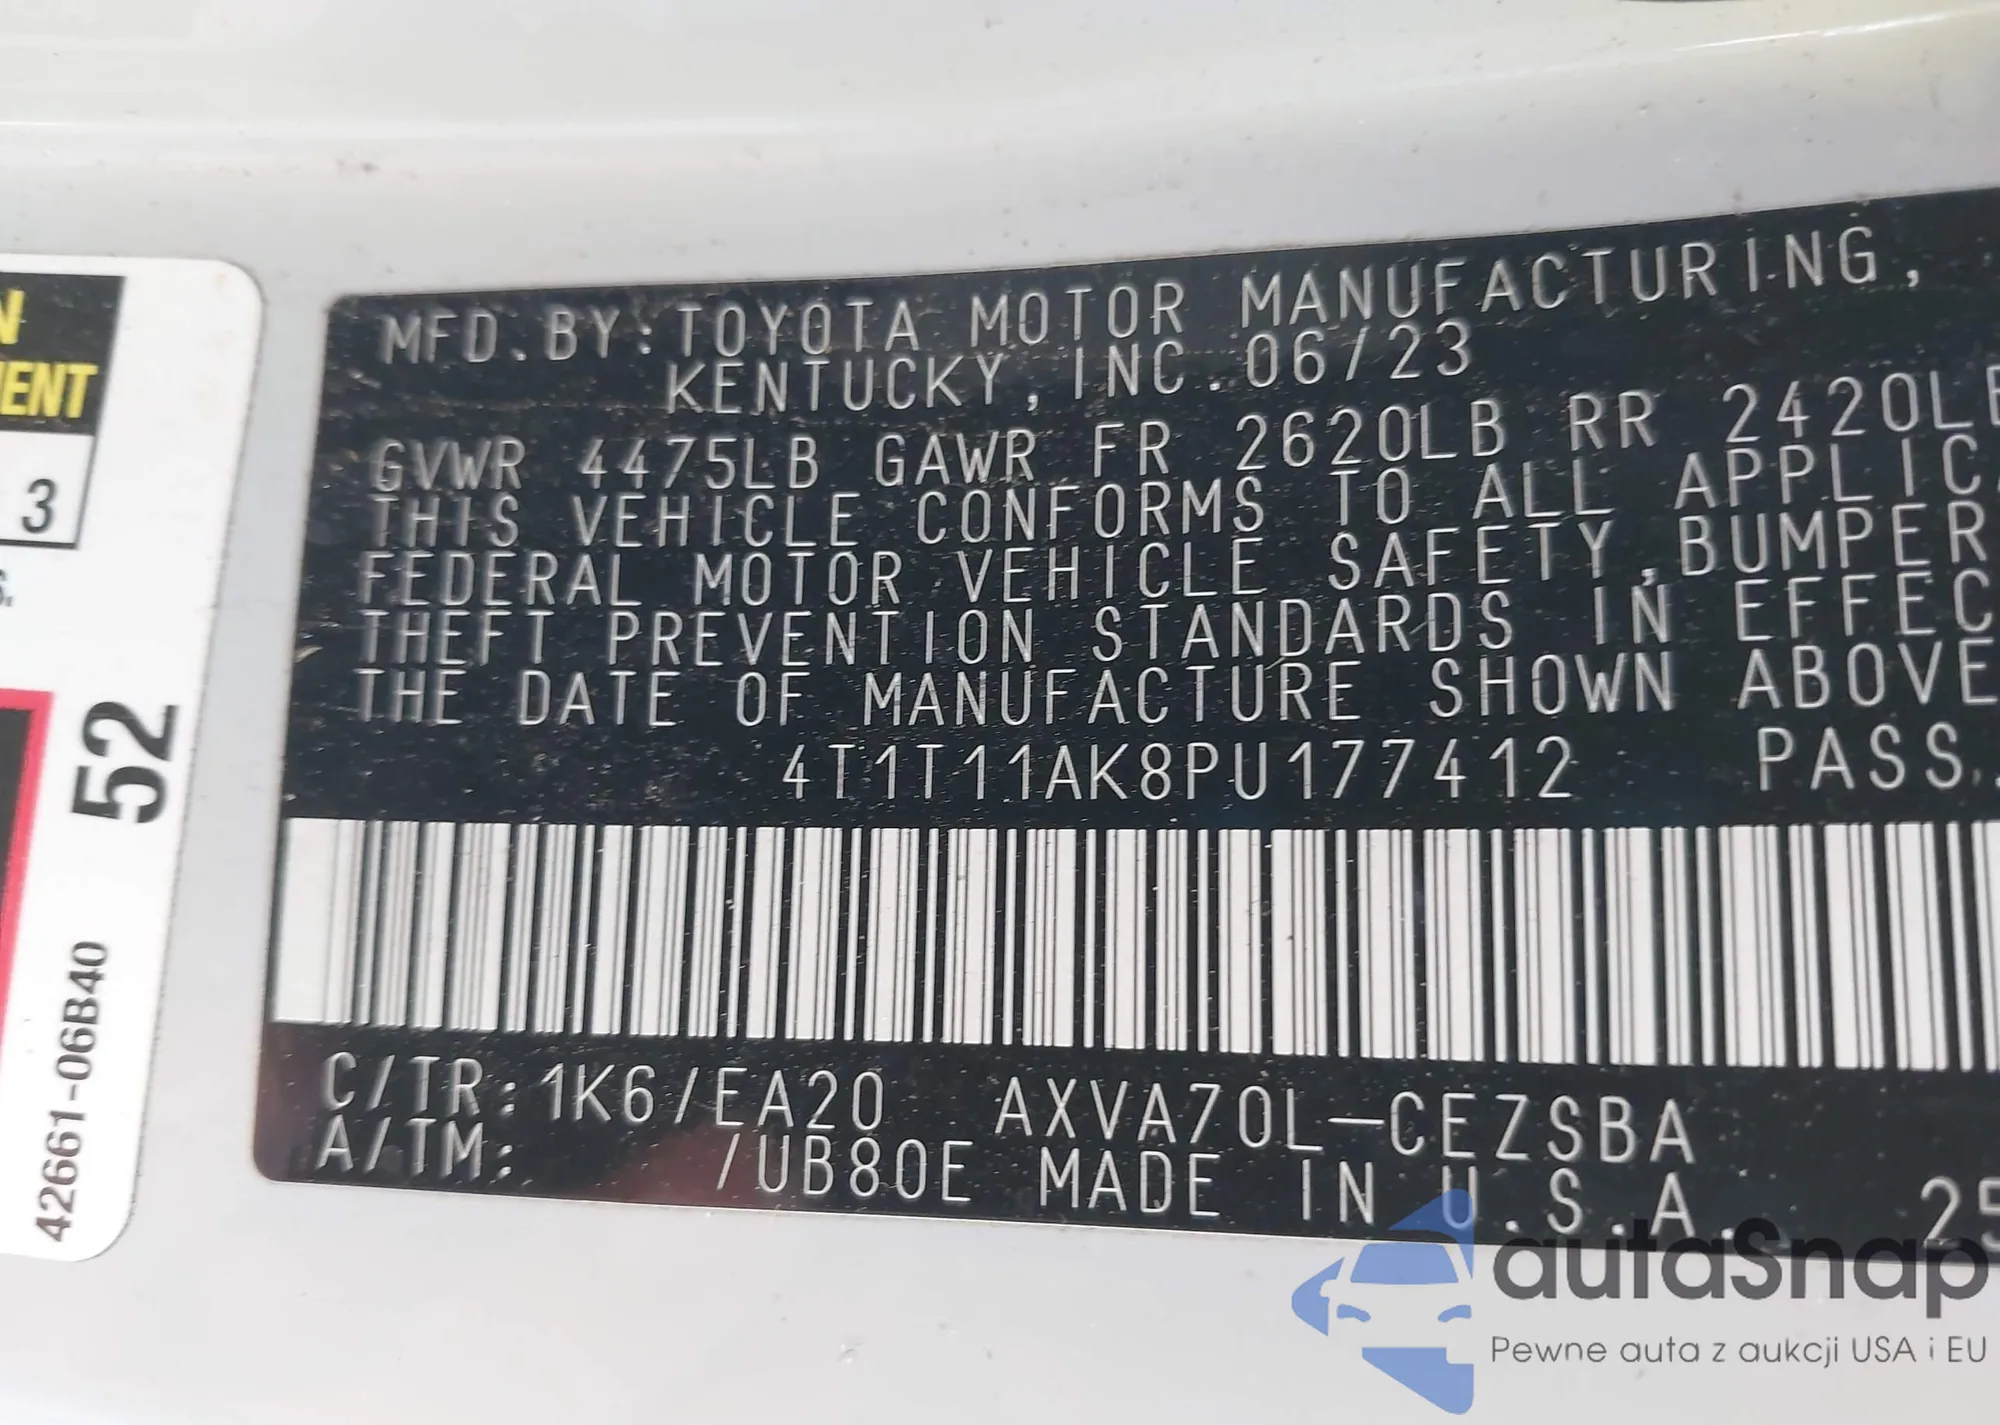 N
MENT
3
S.
52
42661-06B40
MFD.BY:TOYOTA MOTOR MANUFACTURING,
KENTUCKY,INC.06/23
GVWR 4475LB GAWR FR 2620LB RR 2420LB
THIS VEHICLE CONFORMS TO ALL APPLICA
FEDERAL MOTOR VEHICLE SAFETY,BUMPER
THEFT PREVENTION STANDARDS IN EFFEC
THE DATE OF MANUFACTURE SHOWN ABOVE
4T1T11AK8PU177412 PASS.
C/TR:1K6/EA20 AXVA70L-CEZSBA
A/TM: /UB80E MADE IN U.S.A. 25
autaSnap
Pewne auta z aukcji USA i EU